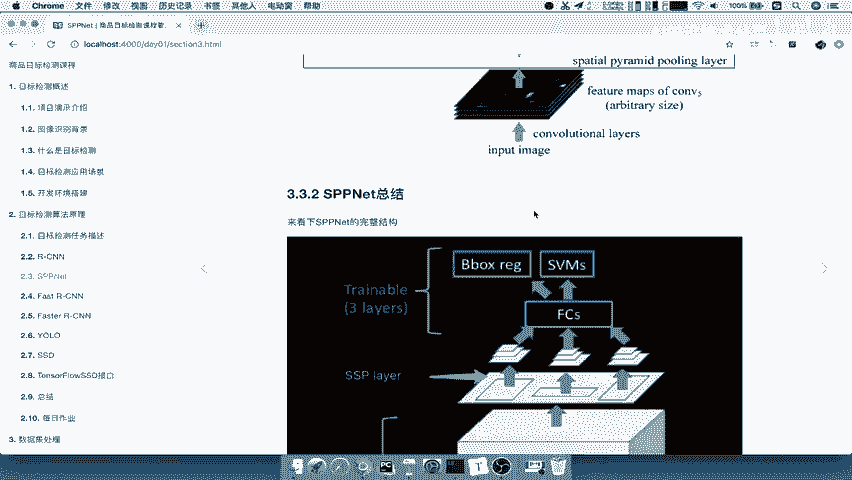 Chrome 文件 修改 视图 历史记录 书签 其他人 电动窗 帮助
100%
SPPNet | 商品目标检测课程
localhost:4000/day01/section3.html
商品目标检测课程
1. 目标检测概述
1.1. 项目演示介绍
1.2. 图像识别背景
1.3. 什么是目标检测
1.4. 目标检测应用场景
1.5. 开发环境搭建
2. 目标检测算法原理
2.1. 目标检测任务描述
2.2. R-CNN
2.3. SPPNet
2.4. Fast R-CNN
2.5. Faster R-CNN
2.6. YOLO
2.7. SSD
2.8. TensorFlowSSD接口
2.9. 总结
2.10. 每日作业
3. 数据集处理
spatial pyramid pooling layer
feature maps of conv5
(arbitrary size)
convolutional layers
input image
3.3.2 SPPNet总结
来看下SPPNet的完整结构
Bbox reg
SVMs
Trainable
(3 layers)
FCs
SSP layer